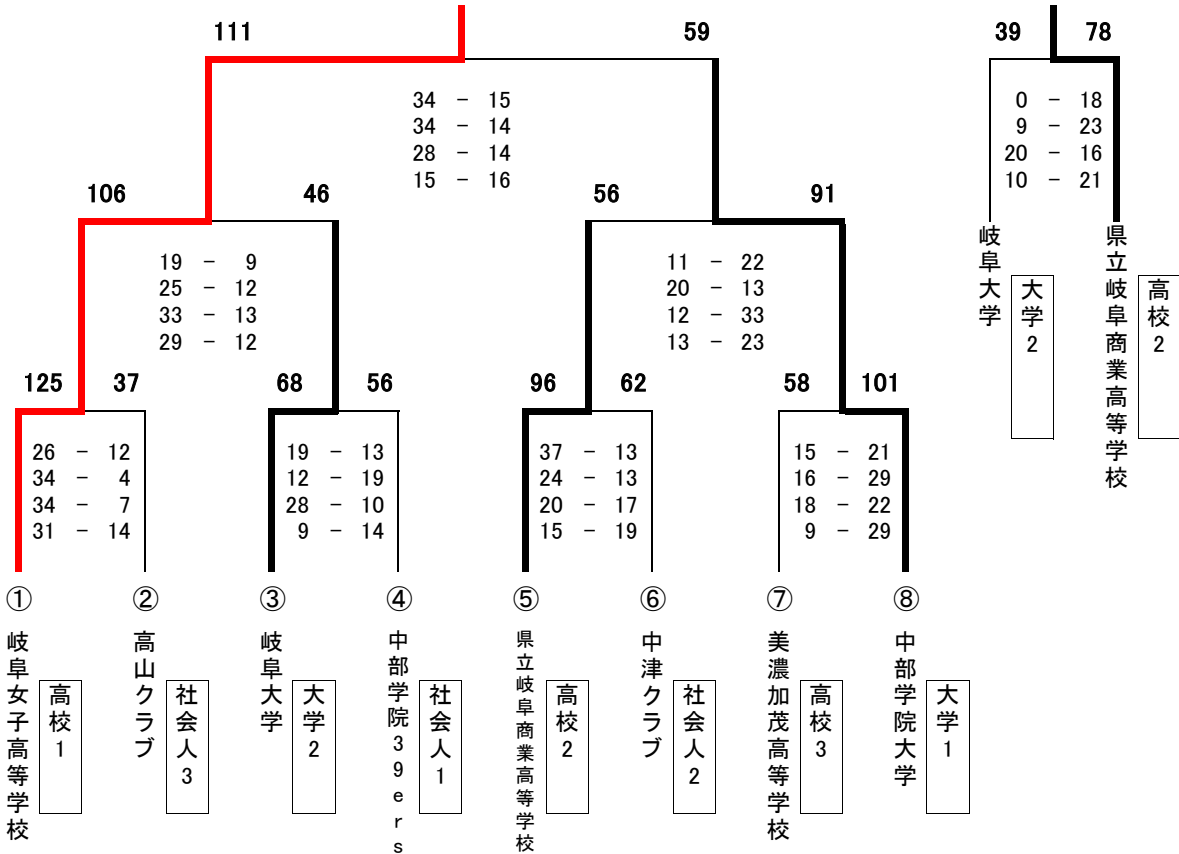 111 59 39 78
34 - 15
34 - 14
28 - 14
15 - 16
0 - 18
9 - 23
20 - 16
10 - 21
岐阜大学
大学2
県立岐阜商業高等学校
高校2
106 46 56 91
19 - 9
25 - 12
33 - 13
29 - 12
11 - 22
20 - 13
12 - 33
13 - 23
125 37 68 56 96 62 58 101
26 - 12
34 - 4
34 - 7
31 - 14
19 - 13
12 - 19
28 - 10
9 - 14
37 - 13
24 - 13
20 - 17
15 - 19
15 - 21
16 - 29
18 - 22
9 - 29
① ② ③ ④ ⑤ ⑥ ⑦ ⑧
岐阜女子高等学校
高校1
高山クラブ
社会人3
岐阜大学
大学2
中部学院39ers
社会人1
県立岐阜商業高等学校
高校2
中津クラブ
社会人2
美濃加茂高等学校
高校3
中部学院大学
大学1